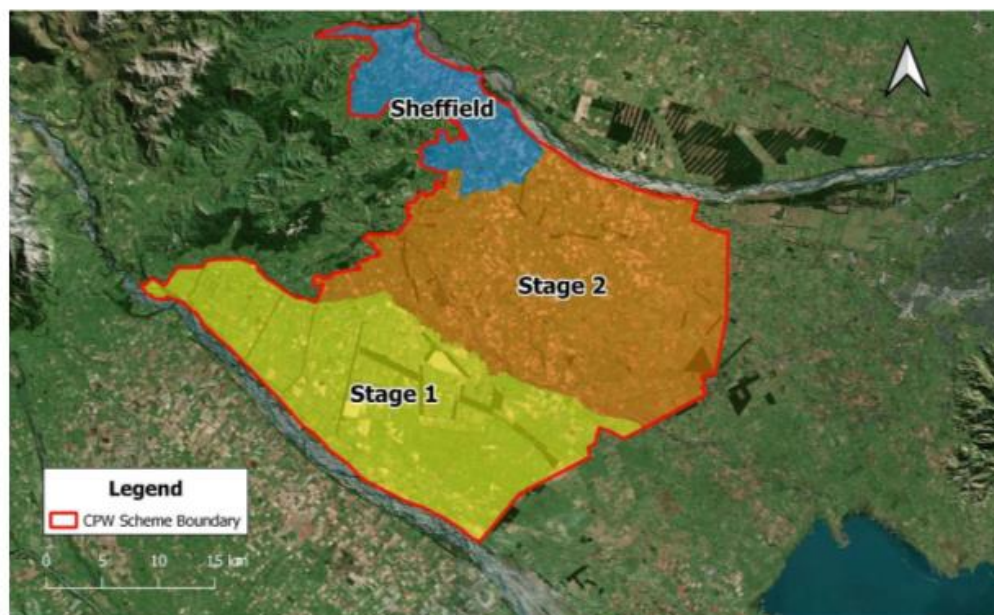 Sheffield
Stage 2
Stage 1
Legend
CPW Scheme Boundary
0 5 10 15 km